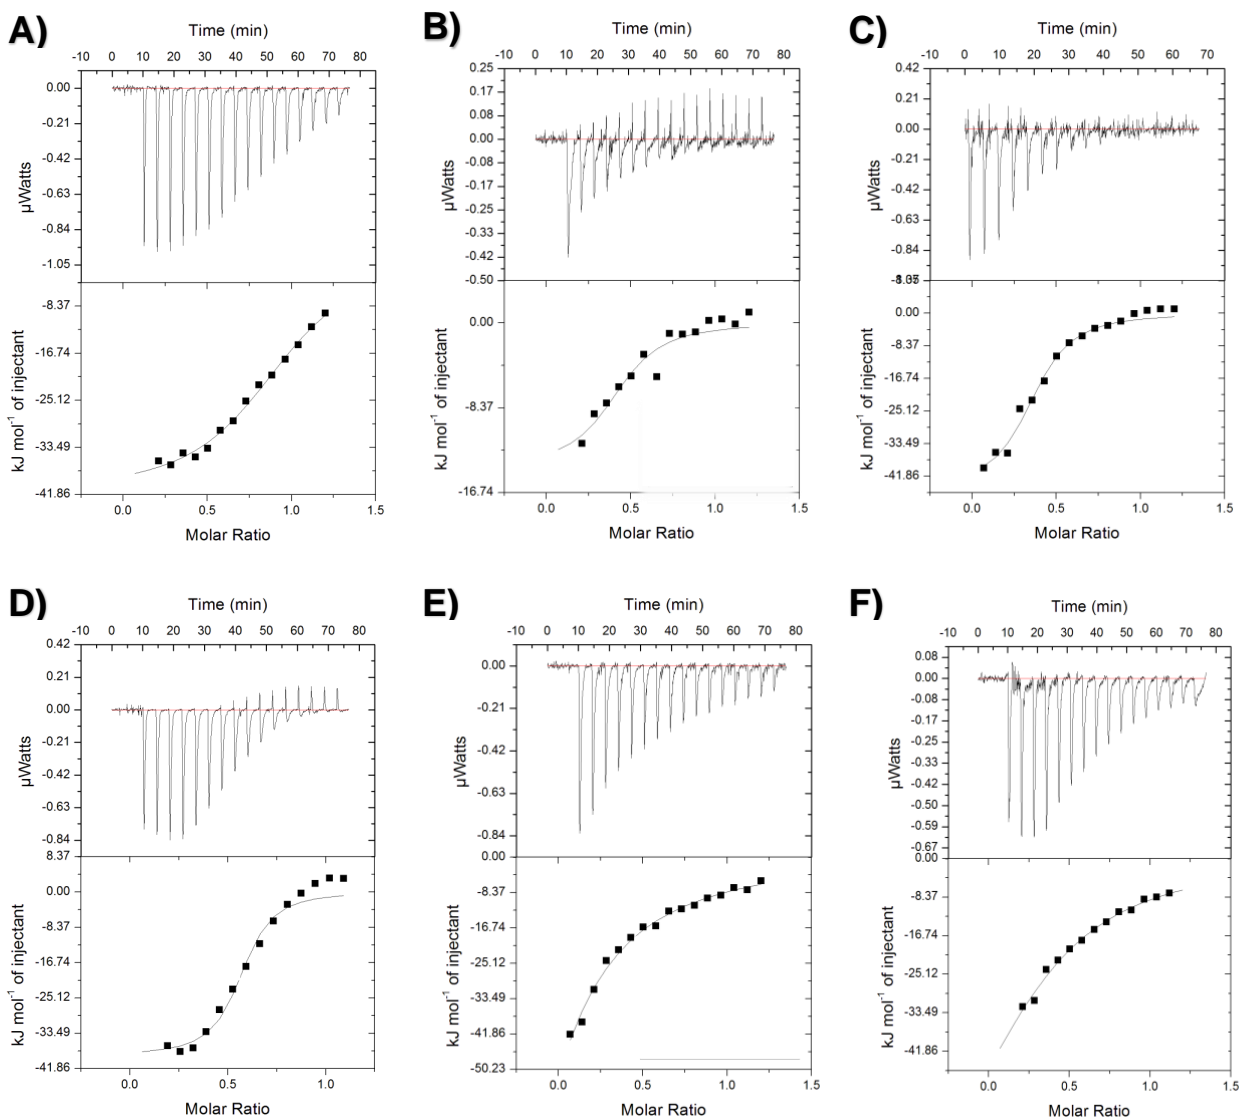 A)
Time (min)
-10 0 10 20 30 40 50 60 70 80
0.00
-0.21
-0.42
-0.63
-0.84
-1.05
µWatts
-8.37
-16.74
-25.12
-33.49
-41.86
kJ mol⁻¹ of injectant
0.0 0.5 1.0 1.5
Molar Ratio
B)
Time (min)
-10 0 10 20 30 40 50 60 70 80
0.25
0.17
0.08
0.00
-0.08
-0.17
-0.25
-0.33
-0.42
-0.50
µWatts
0.00
-8.37
-16.74
kJ mol⁻¹ of injectant
0.0 0.5 1.0 1.5
Molar Ratio
C)
Time (min)
-10 0 10 20 30 40 50 60 70
0.42
0.21
0.00
-0.21
-0.42
-0.63
-0.84
µWatts
0.00
-8.37
-16.74
-25.12
-33.49
-41.86
kJ mol⁻¹ of injectant
0.0 0.5 1.0 1.5
Molar Ratio
D)
Time (min)
-10 0 10 20 30 40 50 60 70 80
0.42
0.21
0.00
-0.21
-0.42
-0.63
-0.84
µWatts
8.37
0.00
-8.37
-16.74
-25.12
-33.49
-41.86
kJ mol⁻¹ of injectant
0.0 0.5 1.0
Molar Ratio
E)
Time (min)
-10 0 10 20 30 40 50 60 70 80
0.00
-0.21
-0.42
-0.63
-0.84
µWatts
0.00
-8.37
-16.74
-25.12
-33.49
-41.86
-50.23
kJ mol⁻¹ of injectant
0.0 0.5 1.0 1.5
Molar Ratio
F)
Time (min)
-10 0 10 20 30 40 50 60 70 80
0.08
0.00
-0.08
-0.17
-0.25
-0.33
-0.42
-0.50
-0.59
-0.67
µWatts
0.00
-8.37
-16.74
-25.12
-33.49
-41.86
kJ mol⁻¹ of injectant
0.0 0.5 1.0 1.5
Molar Ratio